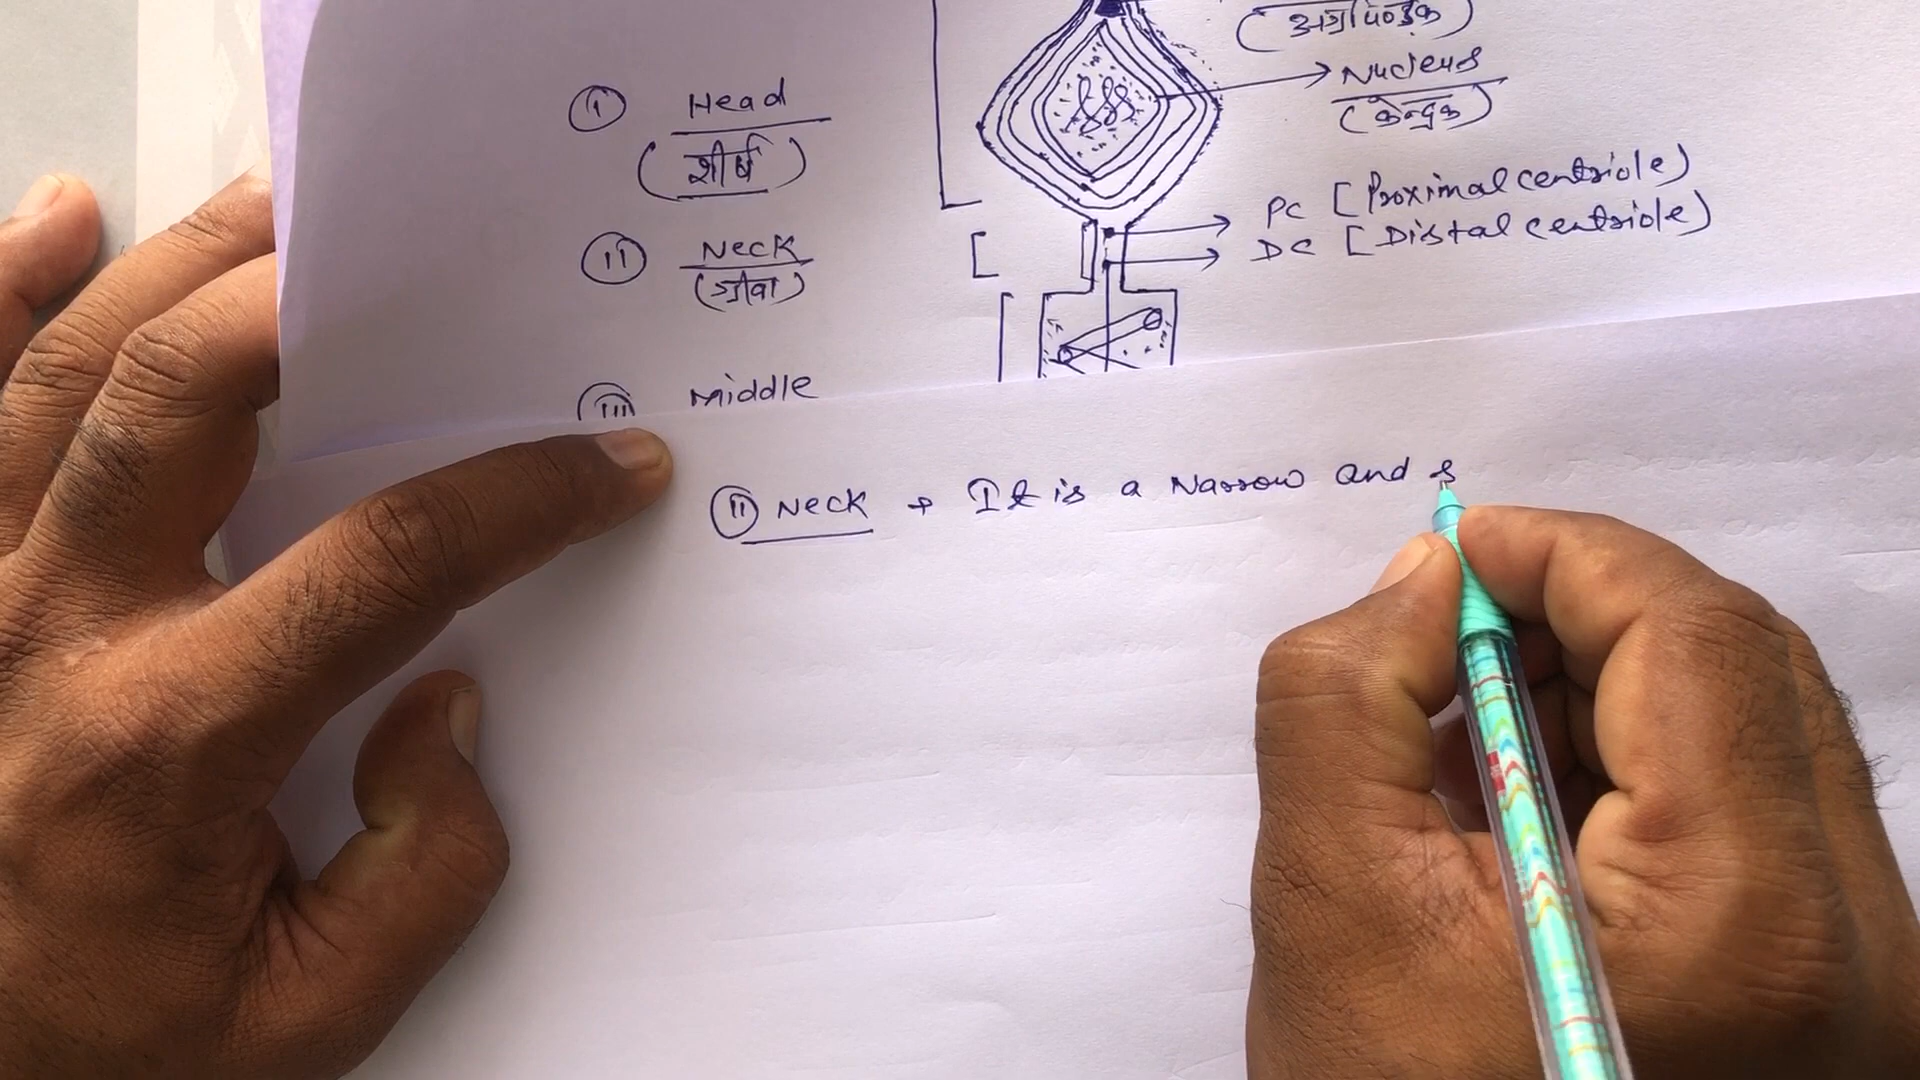 (अग्रपिण्डक)
Nucleus
(केन्द्रक)
(I) Head
(शीर्ष)
PC [Proximal centriole)
DC [Distal centriole)
(II) Neck
(ग्रीवा)
(III) Middle
(II) Neck → It is a Narrow and s